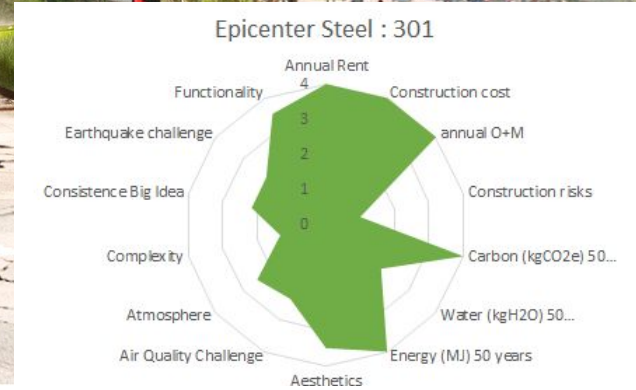 Epicenter Steel : 301
Annual Rent
Construction cost
annual O+M
Construction risks
Carbon (kgCO2e) 50...
Water (kgH2O) 50...
Energy (MJ) 50 years
Aesthetics
Air Quality Challenge
Atmosphere
Complexity
Consistence Big Idea
Earthquake challenge
Functionality
4
3
2
1
0